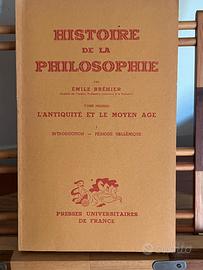 HISTOIRE
DE LA
PHILOSOPHIE
PAR
ÉMILE BRÉHIER
TOME PREMIER
L'ANTIQUITÉ ET LE MOYEN AGE
I
INTRODUCTION — PÉRIODE HELLÉNIQUE
PRESSES UNIVERSITAIRES
DE FRANCE
subito